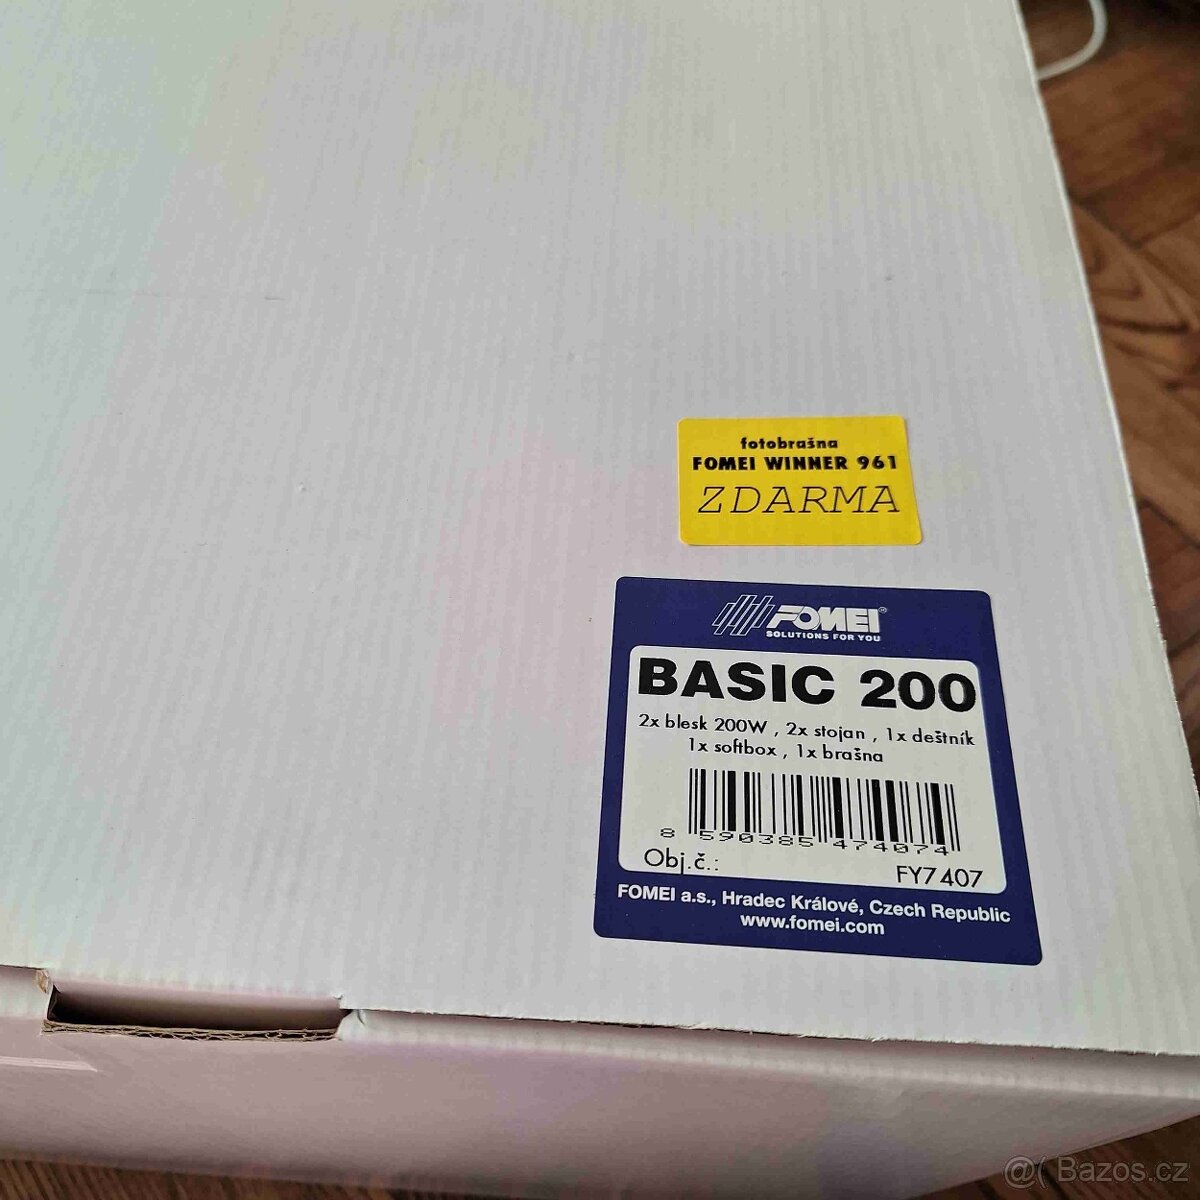 fotobrašna
FOMEI WINNER 961
ZDARMA
FOMEI®
SOLUTIONS FOR YOU
BASIC 200
2x blesk 200W , 2x stojan , 1x deštník
1x softbox , 1x brašna
8 590385 474074
Obj.č.: FY7407
FOMEI a.s., Hradec Králové, Czech Republic
www.fomei.com
@( Bazos.cz